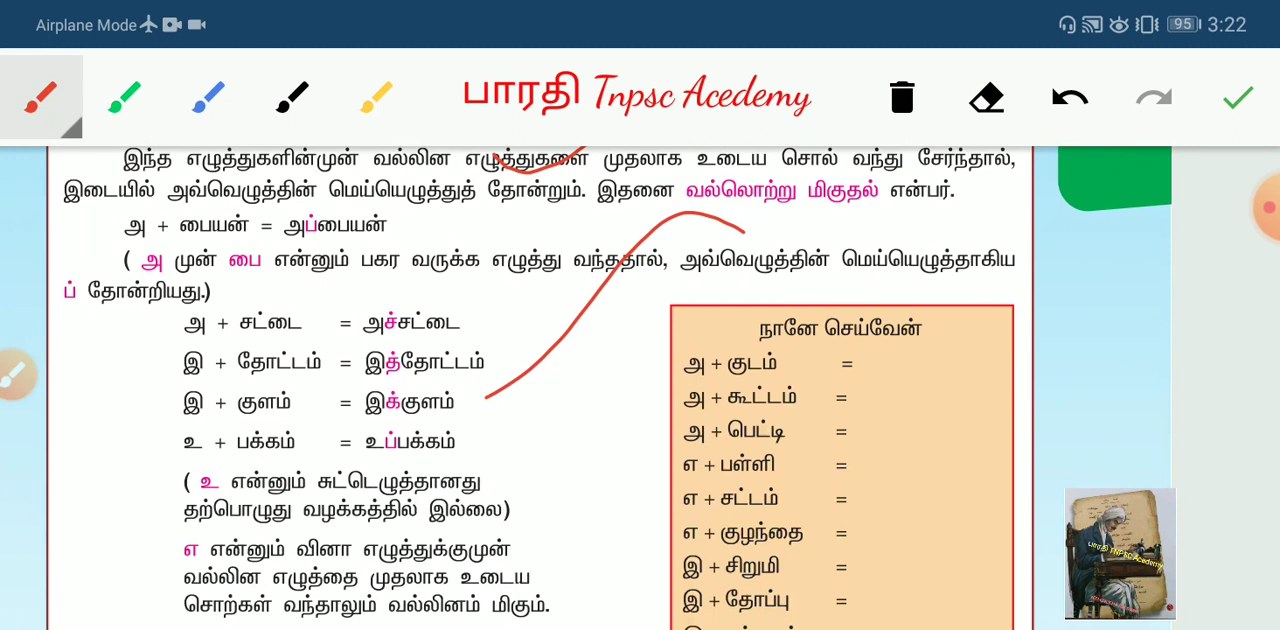 Airplane Mode 95 3:22
பாரதி Tnpsc Acedemy
இந்த எழுத்துகளின்முன் வல்லின எழுத்துகளை முதலாக உடைய சொல் வந்து சேர்ந்தால்,
இடையில் அவ்வெழுத்தின் மெய்யெழுத்துத் தோன்றும். இதனை வல்லொற்று மிகுதல் என்பர்.
அ + பையன் = அப்பையன்
( அ முன் பை என்னும் பகர வருக்க எழுத்து வந்ததால், அவ்வெழுத்தின் மெய்யெழுத்தாகிய
ப் தோன்றியது.)
அ + சட்டை = அச்சட்டை
இ + தோட்டம் = இத்தோட்டம்
இ + குளம் = இக்குளம்
உ + பக்கம் = உப்பக்கம்
( உ என்னும் சுட்டெழுத்தானது
தற்பொழுது வழக்கத்தில் இல்லை)
எ என்னும் வினா எழுத்துக்குமுன்
வல்லின எழுத்தை முதலாக உடைய
சொற்கள் வந்தாலும் வல்லினம் மிகும்.
நானே செய்வேன்
அ + குடம் =
அ + கூட்டம் =
அ + பெட்டி =
எ + பள்ளி =
எ + சட்டம் =
எ + குழந்தை =
இ + சிறுமி =
இ + தோப்பு =
பாரதி TNPSC Academy